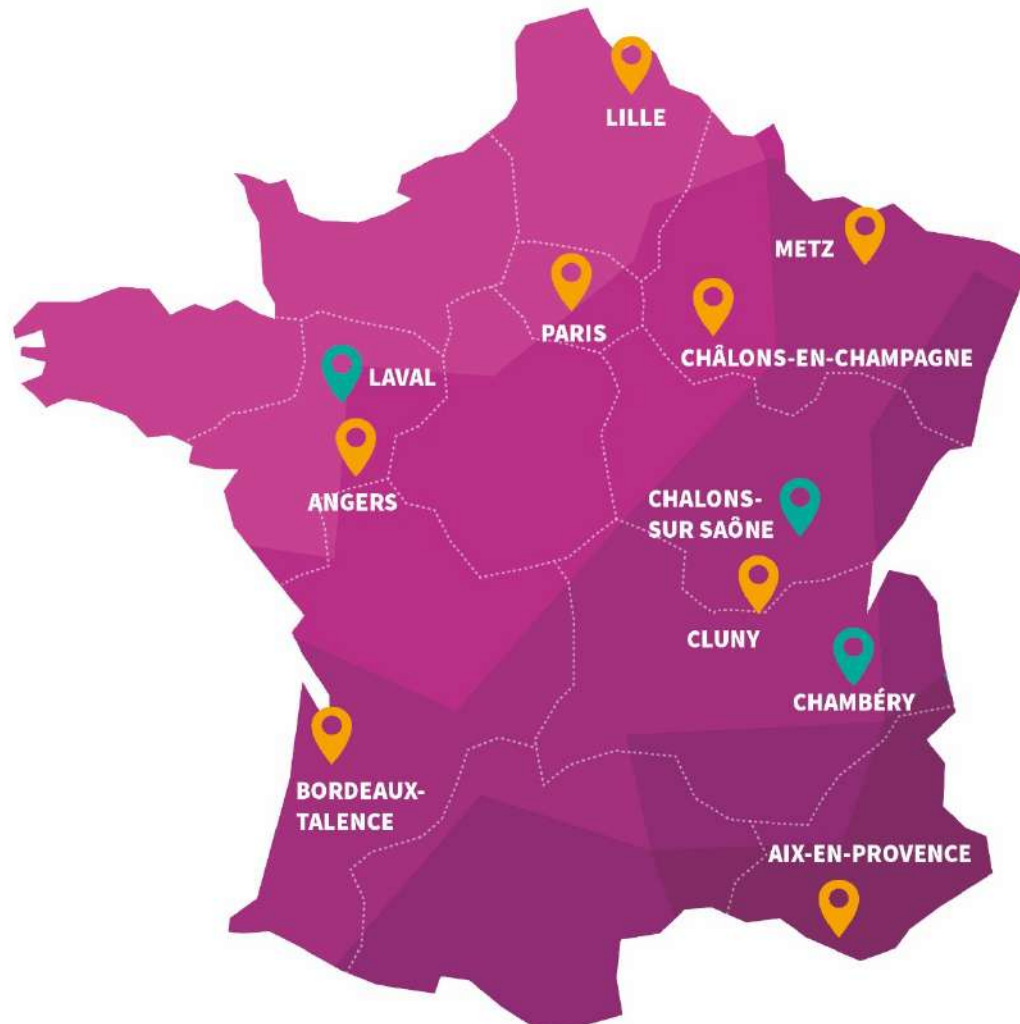 LILLE
METZ
PARIS
CHÂLONS-EN-CHAMPAGNE
LAVAL
ANGERS
CHALONS-
SUR SAÔNE
CLUNY
CHAMBÉRY
BORDEAUX-
TALENCE
AIX-EN-PROVENCE